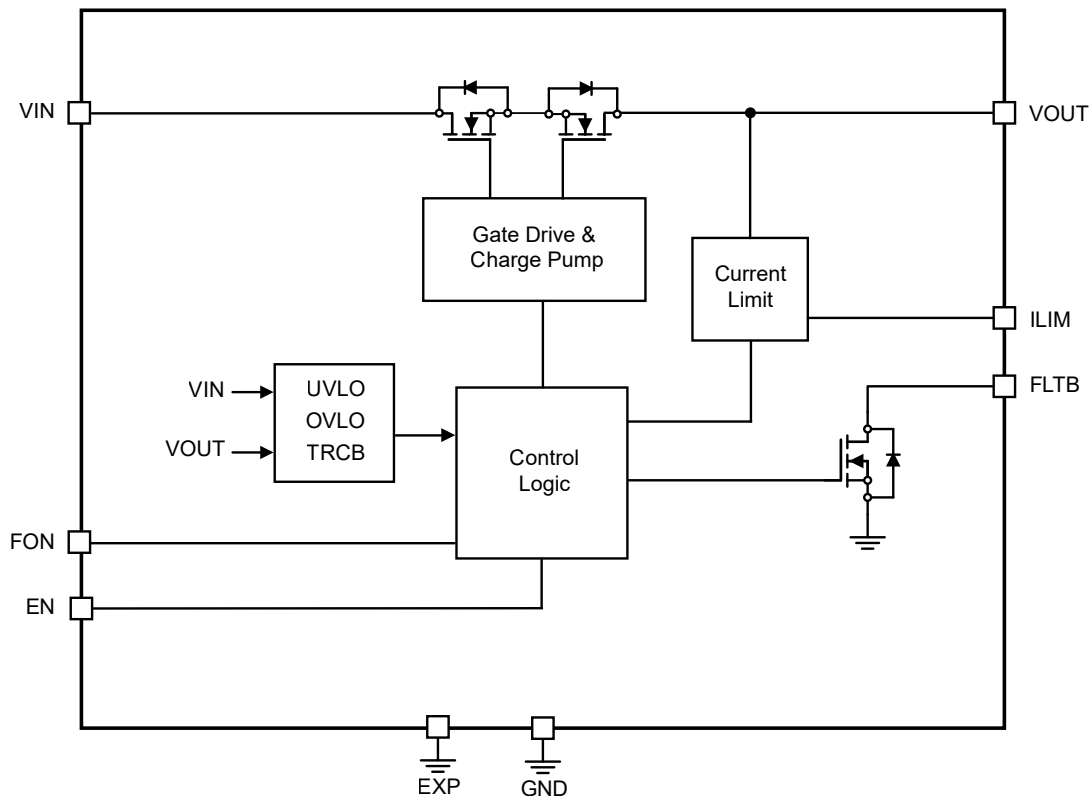 VIN
VOUT
Gate Drive &
Charge Pump
Current
Limit
ILIM
FLTB
VIN
UVLO
OVLO
VOUT
TRCB
Control
Logic
FON
EN
EXP
GND